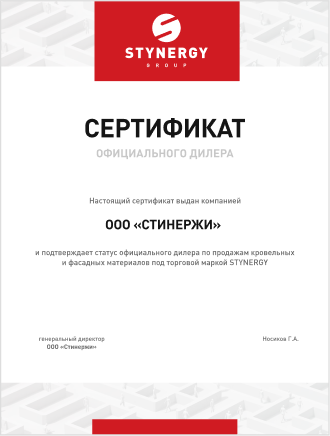 STYNERGY
GROUP
СЕРТИФИКАТ
ОФИЦИАЛЬНОГО ДИЛЕРА
Настоящий сертификат выдан компанией
ООО «СТИНЕРЖИ»
и подтверждает статус официального дилера по продажам кровельных
и фасадных материалов под торговой маркой STYNERGY
генеральный директор
ООО «Стинержи»
Носиков Г.А.